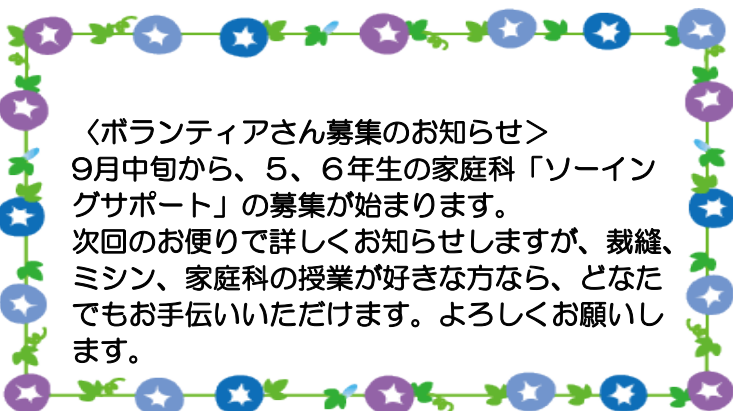 〈ボランティアさん募集のお知らせ＞
9月中旬から、５、６年生の家庭科「ソーイン
グサポート」の募集が始まります。
次回のお便りで詳しくお知らせしますが、裁縫、
ミシン、家庭科の授業が好きな方なら、どなた
でもお手伝いいただけます。よろしくお願いし
ます。